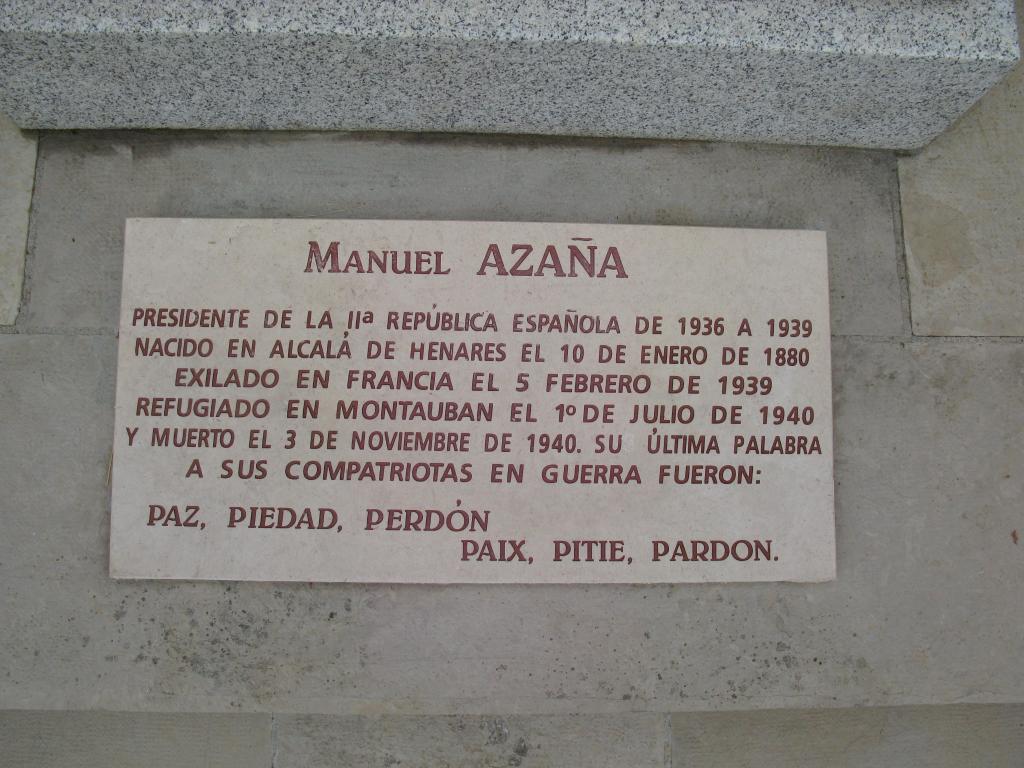 Manuel AZAÑA
PRESIDENTE DE LA IIª REPÚBLICA ESPAÑOLA DE 1936 A 1939
NACIDO EN ALCALÁ DE HENARES EL 10 DE ENERO DE 1880
EXILADO EN FRANCIA EL 5 FEBRERO DE 1939
REFUGIADO EN MONTAUBAN EL 1º DE JULIO DE 1940
Y MUERTO EL 3 DE NOVIEMBRE DE 1940. SU ÚLTIMA PALABRA
A SUS COMPATRIOTAS EN GUERRA FUERON:
PAZ, PIEDAD, PERDÓN
PAIX, PITIE, PARDON.